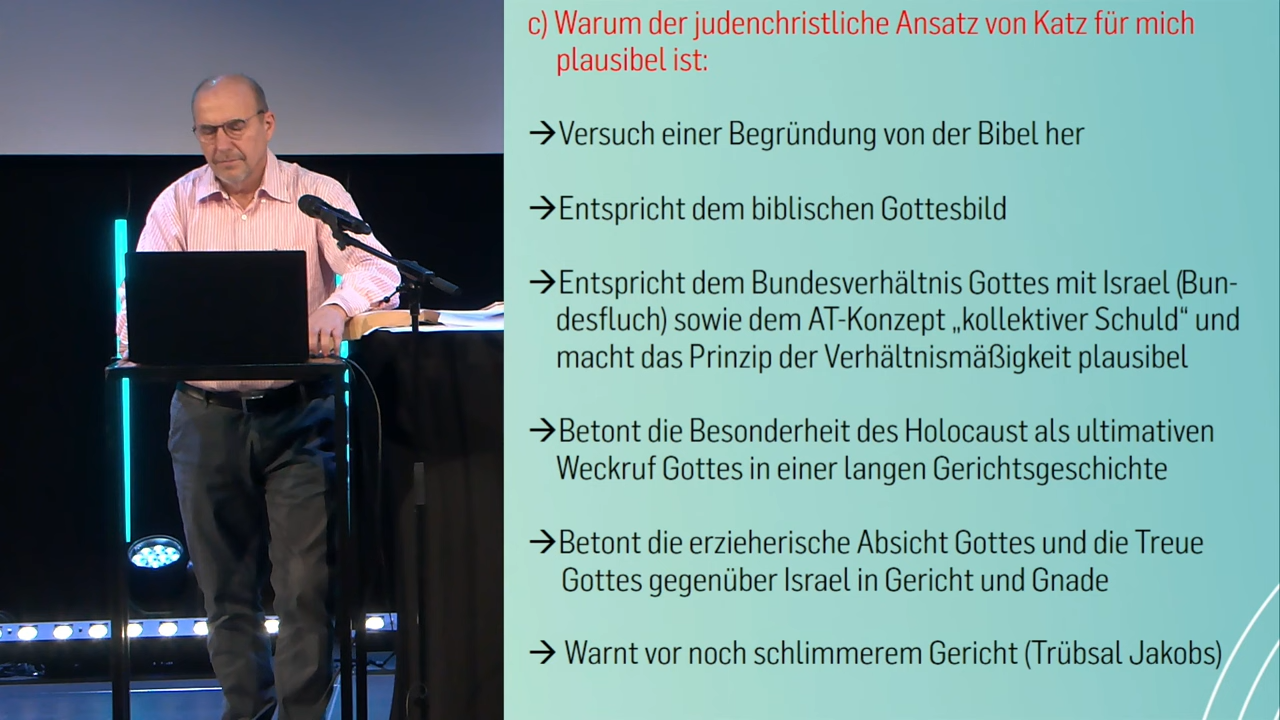 c) Warum der judenchristliche Ansatz von Katz für mich
plausibel ist:
→Versuch einer Begründung von der Bibel her
→Entspricht dem biblischen Gottesbild
→Entspricht dem Bundesverhältnis Gottes mit Israel (Bun-
desfluch) sowie dem AT-Konzept „kollektiver Schuld“ und
macht das Prinzip der Verhältnismäßigkeit plausibel
→Betont die Besonderheit des Holocaust als ultimativen
Weckruf Gottes in einer langen Gerichtsgeschichte
→Betont die erzieherische Absicht Gottes und die Treue
Gottes gegenüber Israel in Gericht und Gnade
→ Warnt vor noch schlimmerem Gericht (Trübsal Jakobs)